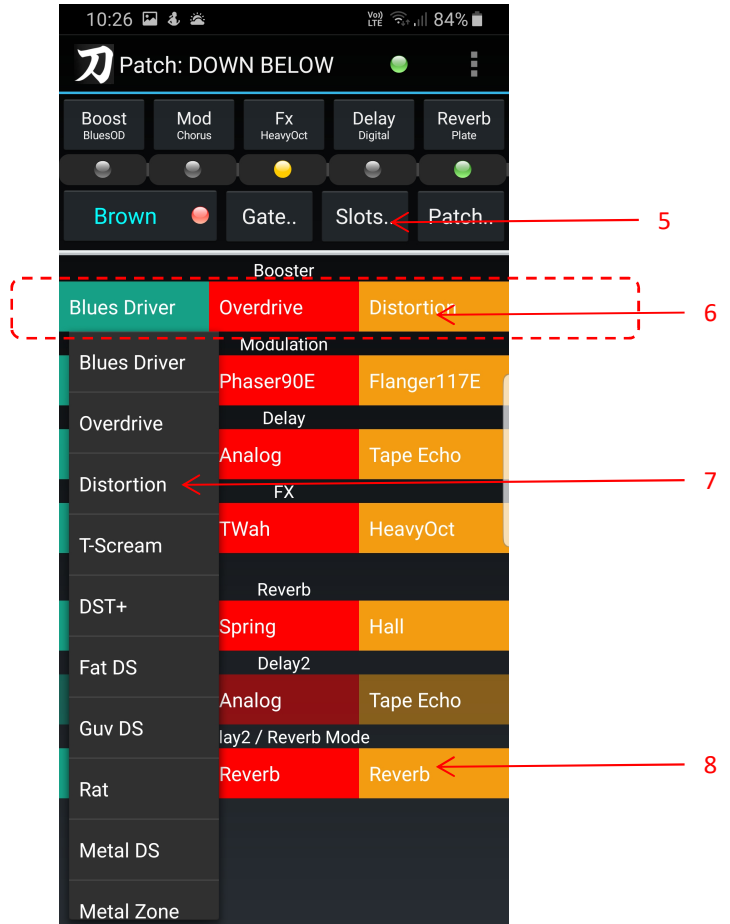 10:26 Vo)) LTE 84%
刀 Patch: DOWN BELOW
Boost Mod Fx Delay Reverb
BluesOD Chorus HeavyOct Digital Plate
Brown Gate.. Slots.. Patch..
5
Booster
Blues Driver Overdrive Distortion
6
Modulation
Blues Driver
Phaser90E Flanger117E
Overdrive
Delay
Analog Tape Echo
Distortion
7
FX
T-Scream
TWah HeavyOct
DST+
Reverb
Spring Hall
Fat DS
Delay2
Analog Tape Echo
Guv DS
lay2 / Reverb Mode
Rat
Reverb Reverb
8
Metal DS
Metal Zone